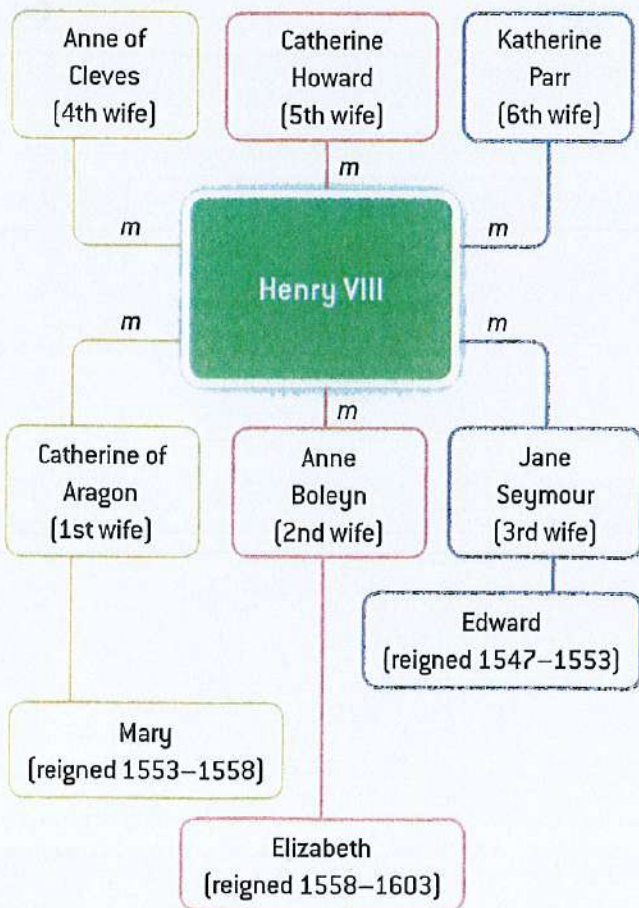 Anne of
Cleves
(4th wife)
Catherine
Howard
(5th wife)
Katherine
Parr
(6th wife)
m
m
m
Henry VIII
m
m
m
Catherine of
Aragon
(1st wife)
Anne
Boleyn
(2nd wife)
Jane
Seymour
(3rd wife)
Edward
(reigned 1547–1553)
Mary
(reigned 1553–1558)
Elizabeth
(reigned 1558–1603)